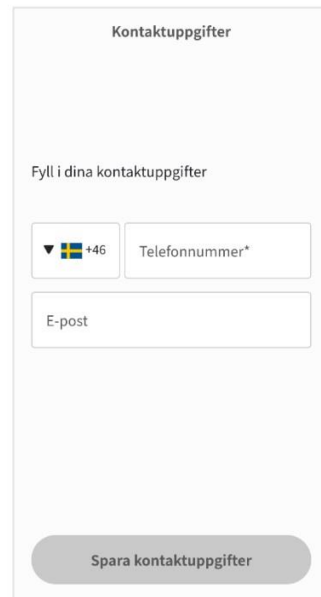 Kontaktuppgifter
Fyll i dina kontaktuppgifter
+46 Telefonnummer*
E-post
Spara kontaktuppgifter